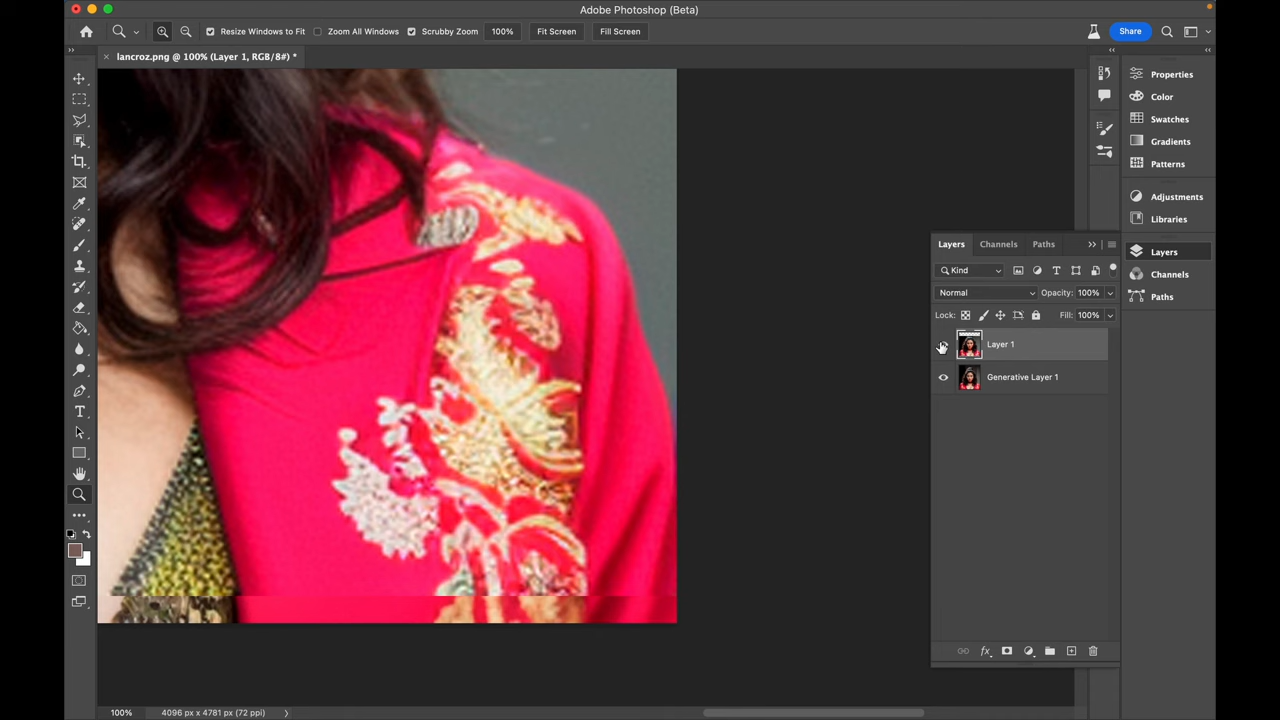 Adobe Photoshop (Beta)
Resize Windows to Fit
Zoom All Windows
Scrubby Zoom
100%
Fit Screen
Fill Screen
Share
lancroz.png @ 100% (Layer 1, RGB/8#) *
Properties
Color
Swatches
Gradients
Patterns
Adjustments
Libraries
Layers
Channels
Paths
Layers
Channels
Paths
Kind
Normal
Opacity: 100%
Lock:
Fill: 100%
Layer 1
Generative Layer 1
fx
100%
4096 px x 4781 px (72 ppi)